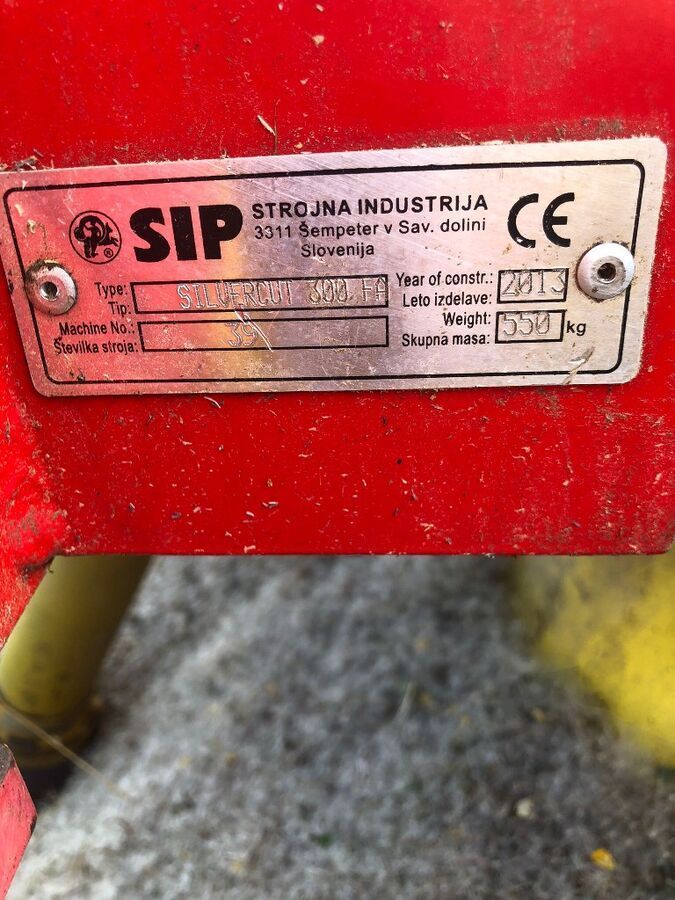 SIP STROJNA INDUSTRIJA CE
3311 Šempeter v Sav. dolini
Slovenija
®
Type: SILVERCUT 300 FA Year of constr.: 2013
Tip: Leto izdelave:
Machine No.: 39 Weight: 550 kg
Številka stroja: Skupna masa: